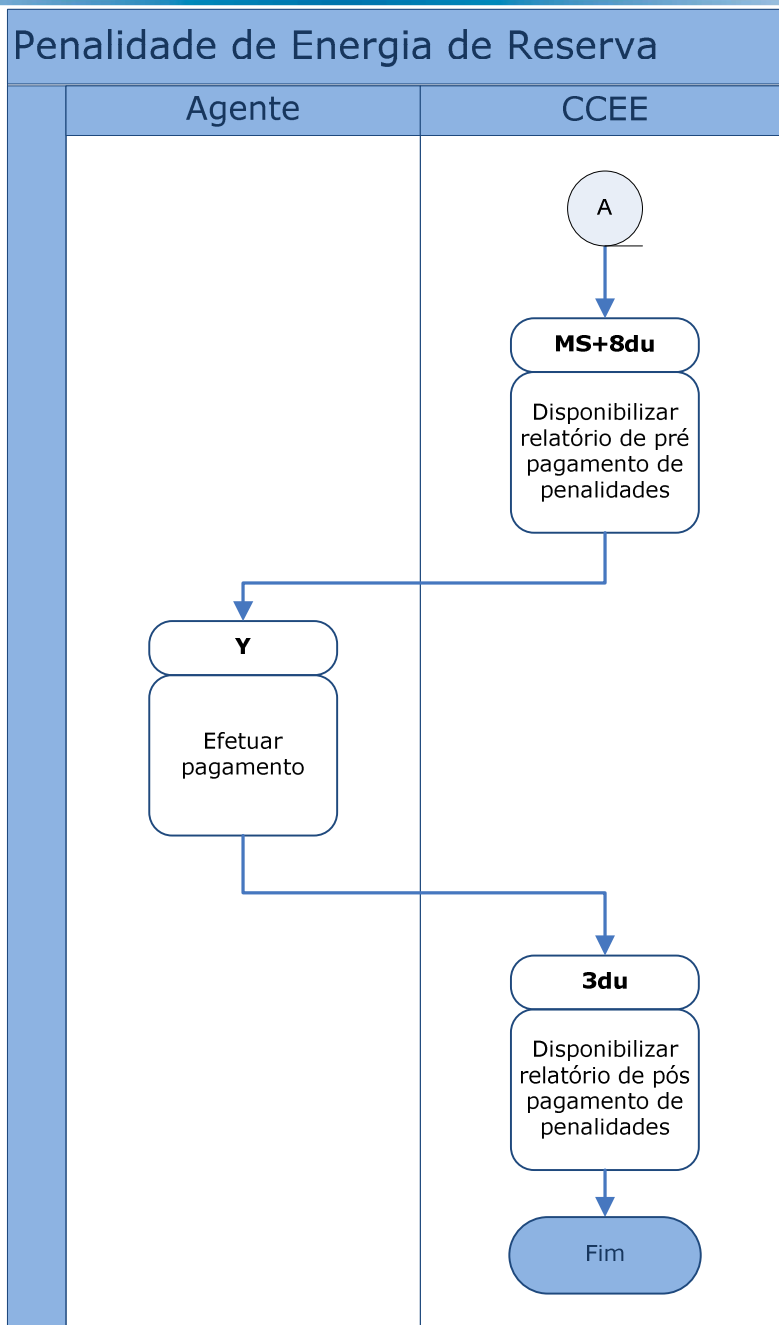 Penalidade de Energia de Reserva
Agente
CCEE
A
MS+8du
Disponibilizar
relatório de pré
pagamento de
penalidades
Y
Efetuar
pagamento
3du
Disponibilizar
relatório de pós
pagamento de
penalidades
Fim